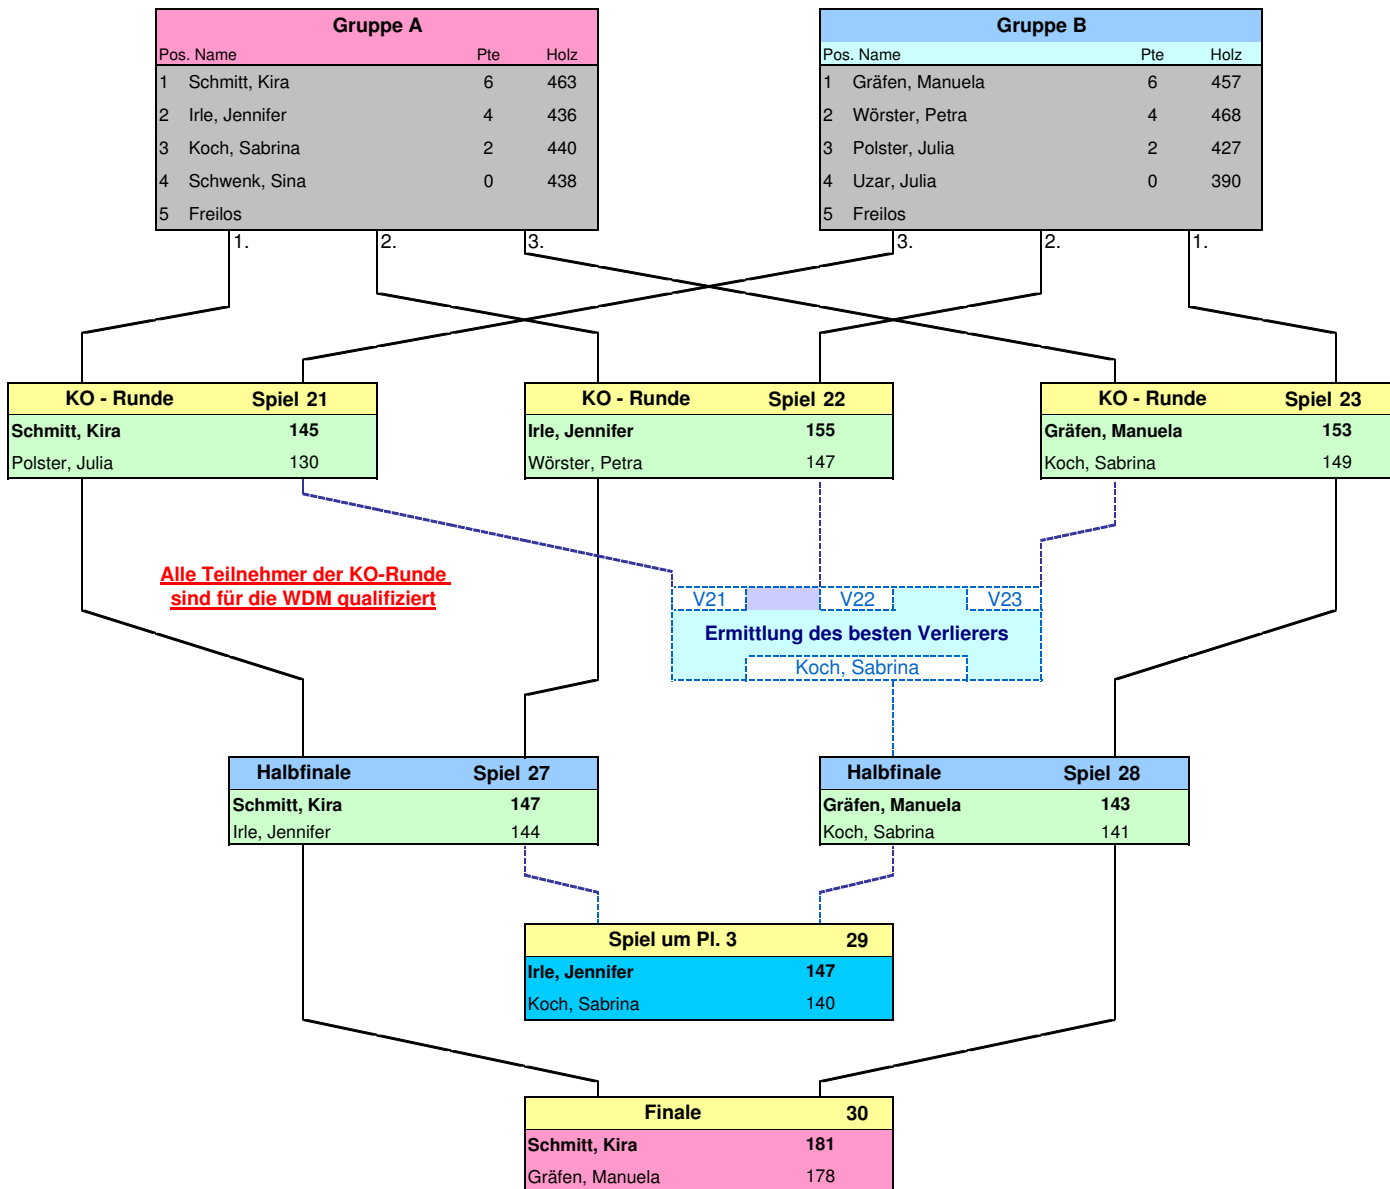 Gruppe A
Pos. Name Pte Holz
1 Schmitt, Kira 6 463
2 Irle, Jennifer 4 436
3 Koch, Sabrina 2 440
4 Schwenk, Sina 0 438
5 Freilos
1. 2. 3.
Gruppe B
Pos. Name Pte Holz
1 Gräfen, Manuela 6 457
2 Wörster, Petra 4 468
3 Polster, Julia 2 427
4 Uzar, Julia 0 390
5 Freilos
3. 2. 1.
KO - Runde Spiel 21
Schmitt, Kira 145
Polster, Julia 130
KO - Runde Spiel 22
Irle, Jennifer 155
Wörster, Petra 147
KO - Runde Spiel 23
Gräfen, Manuela 153
Koch, Sabrina 149
Alle Teilnehmer der KO-Runde
sind für die WDM qualifiziert
V21 V22 V23
Ermittlung des besten Verlierers
Koch, Sabrina
Halbfinale Spiel 27
Schmitt, Kira 147
Irle, Jennifer 144
Halbfinale Spiel 28
Gräfen, Manuela 143
Koch, Sabrina 141
Spiel um Pl. 3 29
Irle, Jennifer 147
Koch, Sabrina 140
Finale 30
Schmitt, Kira 181
Gräfen, Manuela 178